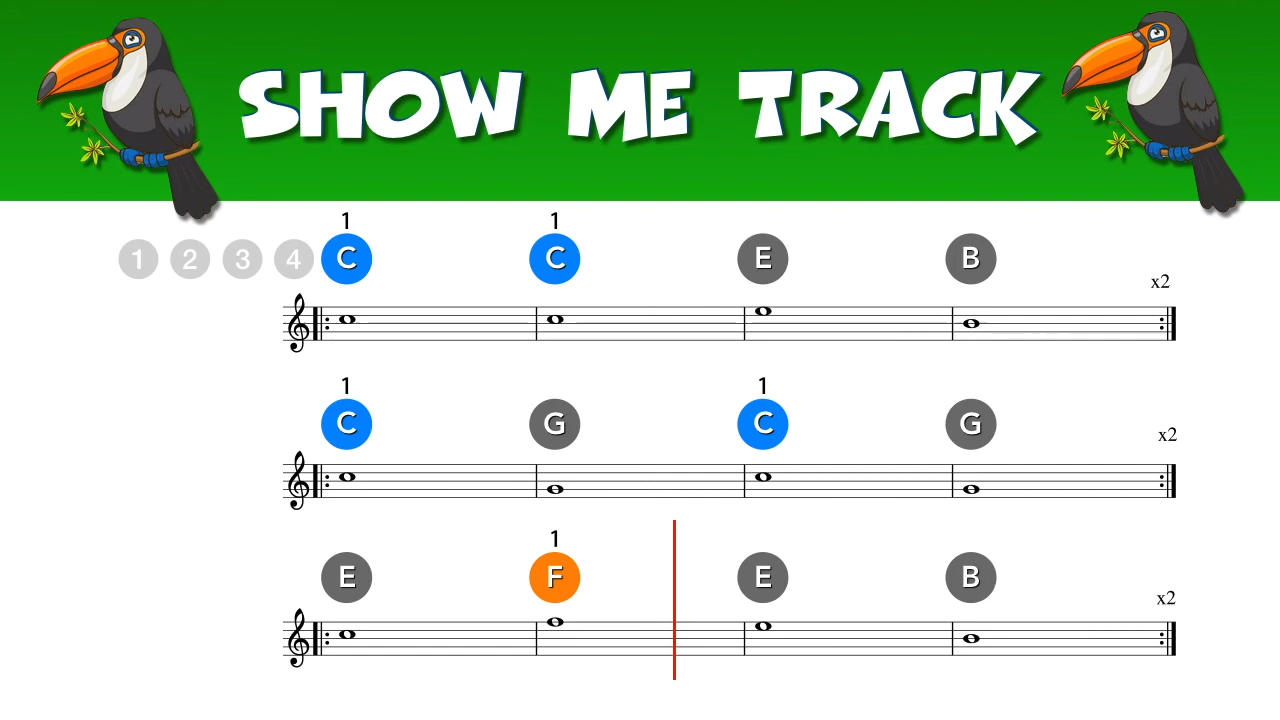 SHOW ME TRACK
1 1
1 2 3 4 C C E B
x2
1 1
C G C G
x2
1
E F E B
x2